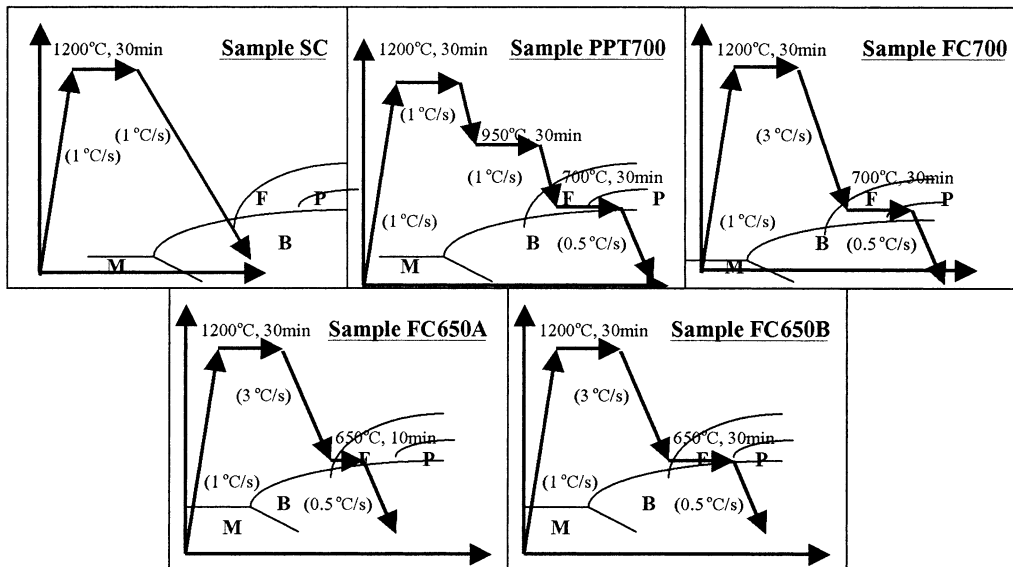 Sample SC
1200°C, 30min
(1°C/s)
(1°C/s)
F
P
B
M
Sample PPT700
1200°C, 30min
(1°C/s)
950°C, 30min
(1°C/s)
700°C, 30min
F
P
(1°C/s)
B
(0.5°C/s)
M
Sample FC700
1200°C, 30min
(3°C/s)
700°C, 30min
F
P
(1°C/s)
B
(0.5°C/s)
M
Sample FC650A
1200°C, 30min
(3°C/s)
650°C, 10min
F
P
(1°C/s)
B
(0.5°C/s)
M
Sample FC650B
1200°C, 30min
(3°C/s)
650°C, 30min
F
P
(1°C/s)
B
(0.5°C/s)
M